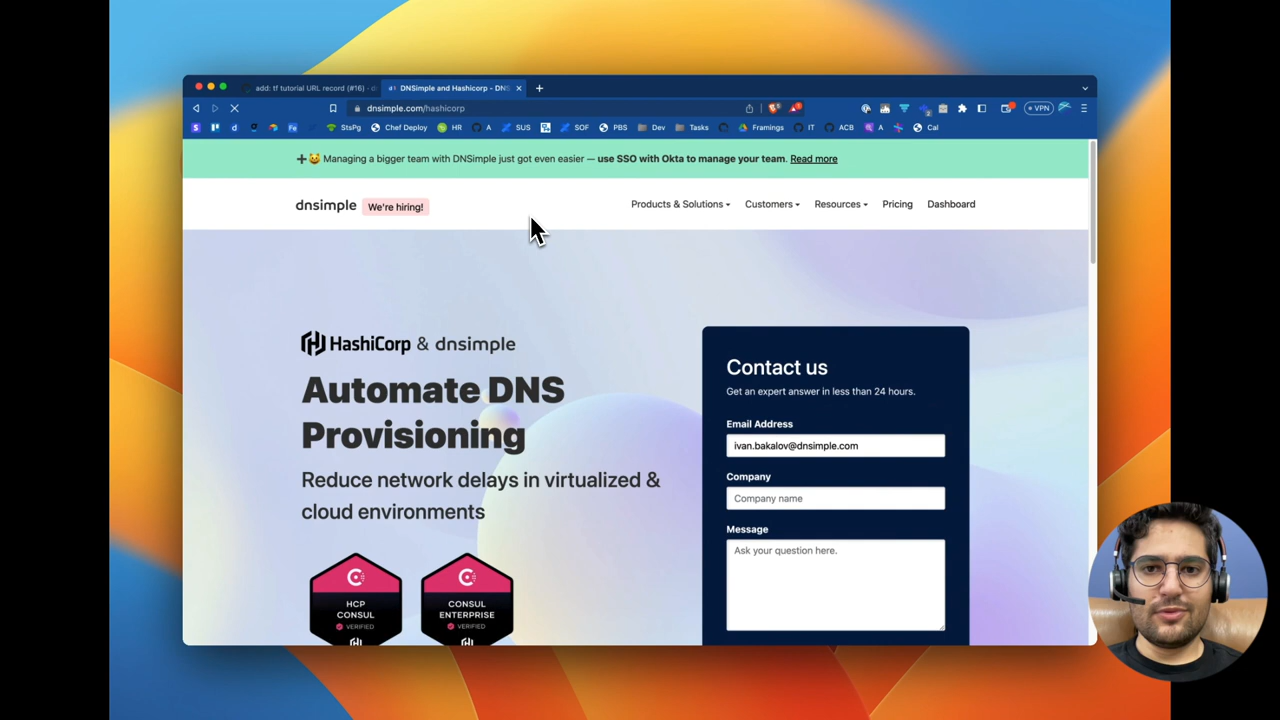 add: tf tutorial URL record (#16) · d
DNSimple and Hashicorp - DNS
dnsimple.com/hashicorp
VPN
StsPg
Chef Deploy
HR
A
SUS
SOF
PBS
Dev
Tasks
Framings
IT
ACB
A
Cal
Managing a bigger team with DNSimple just got even easier — use SSO with Okta to manage your team. Read more
dnsimple We're hiring!
Products & Solutions
Customers
Resources
Pricing
Dashboard
HashiCorp & dnsimple
Automate DNS
Provisioning
Reduce network delays in virtualized &
cloud environments
HCP
CONSUL
VERIFIED
CONSUL
ENTERPRISE
VERIFIED
Contact us
Get an expert answer in less than 24 hours.
Email Address
ivan.bakalov@dnsimple.com
Company
Company name
Message
Ask your question here.